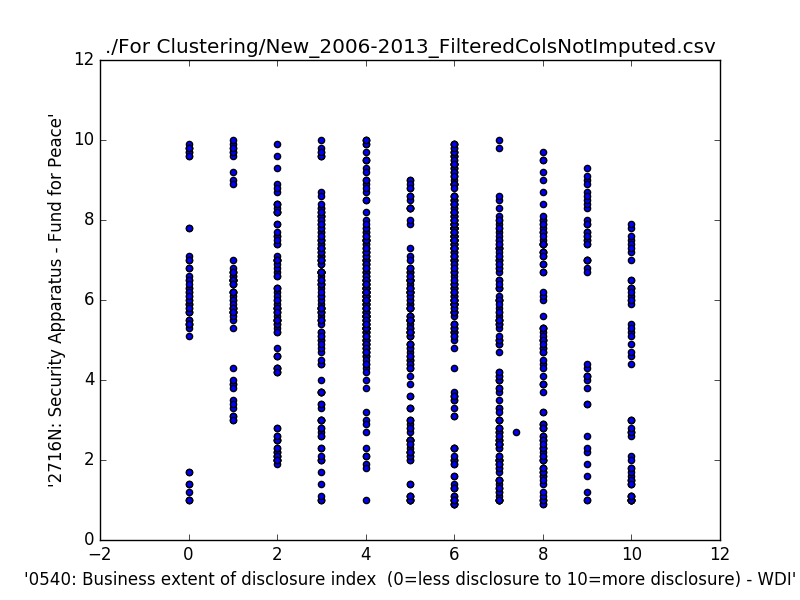 ./For Clustering/New_2006-2013_FilteredColsNotImputed.csv
12
10
8
6
4
2
0
'2716N: Security Apparatus - Fund for Peace'
−2 0 2 4 6 8 10 12
'0540: Business extent of disclosure index  (0=less disclosure to 10=more disclosure) - WDI'